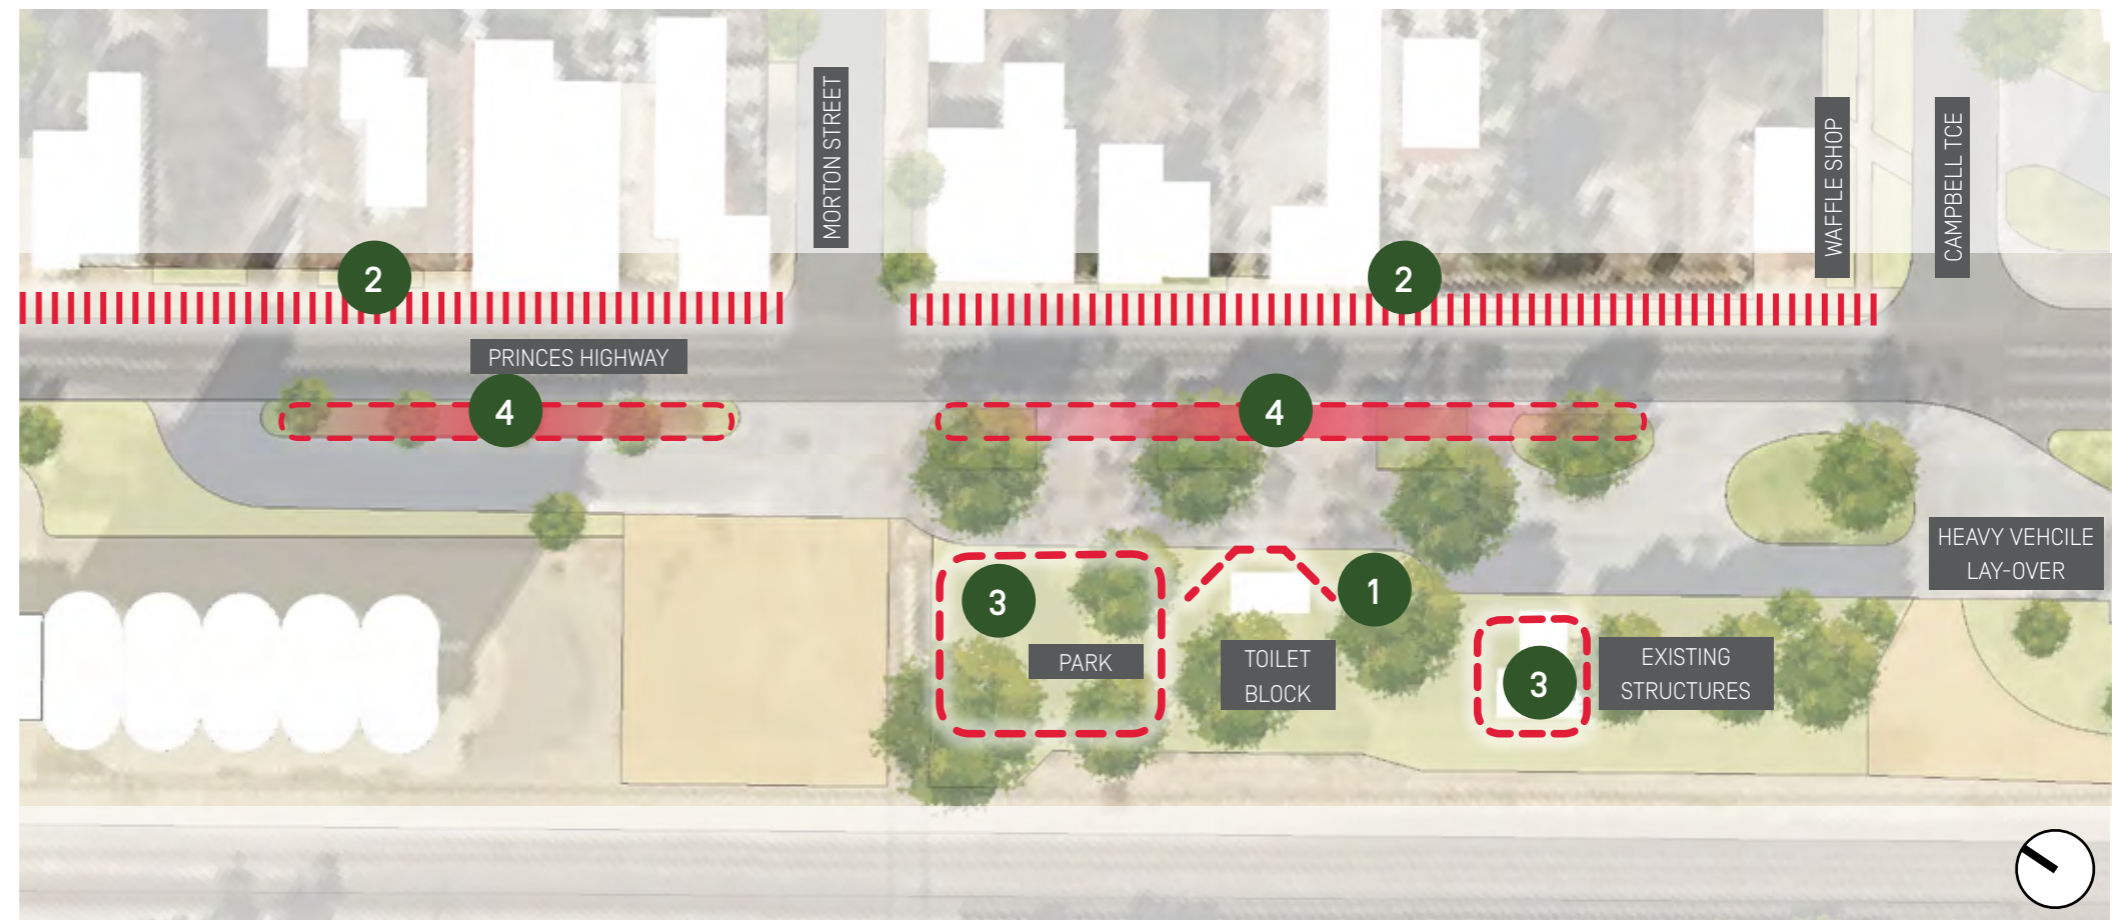 MORTON STREET
WAFFLE SHOP
CAMPBELL TCE
2
2
PRINCES HIGHWAY
4
4
HEAVY VEHCILE
LAY-OVER
3
1
PARK
TOILET
BLOCK
3
EXISTING
STRUCTURES